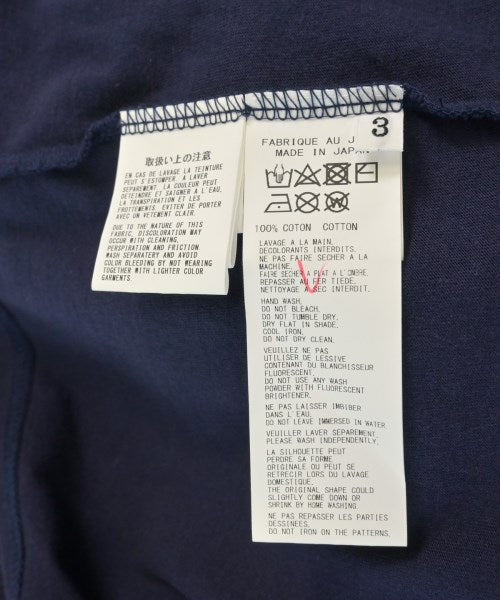 取扱い上の注意
EN CAS DE LAVAGE LA TEINTURE
PEUT S'ESTOMPER. A LAVER
SEPAREMENT. LA COULEUR PEUT
DETEINDRE ET SAIGNER A L'EAU,
LA TRANSPIRATION ET LES
FROTTEMENTS. EVITER DE PORTER
AVEC UN VETEMENT CLAIR.
DUE TO THE NATURE OF THIS
FABRIC, DISCOLORATION MAY
OCCUR WITH CLEANING,
PERSPIRATION AND FRICTION.
WASH SEPARATERY AND AVOID
COLOR BLEEDING BY NOT WEARING
TOGETHER WITH LIGHTER COLOR
GARMENTS.
3
FABRIQUE AU J
MADE IN JAPAN
100% COTON COTTON
LAVAGE A LA MAIN.
DECOLORANTS INTERDITS.
NE PAS FAIRE SECHER A LA
MACHINE.
FAIRE SECHER A PLAT A L'OMBRE.
REPASSER AU FER TIEDE.
NETTOYAGE A SEC INTERDIT.
HAND WASH.
DO NOT BLEACH.
DO NOT TUMBLE DRY.
DRY FLAT IN SHADE.
COOL IRON.
DO NOT DRY CLEAN.
VEUILLEZ NE PAS
UTILISER DE LESSIVE
CONTENANT DU BLANCHISSEUR
FLUORESCENT.
DO NOT USE ANY WASH
POWDER WITH FLUORESCENT
BRIGHTENER.
NE PAS LAISSER IMBIBER
DANS L'EAU.
DO NOT LEAVE IMMERSED IN WATER.
VEUILLER LAVER SEPAREMENT.
PLEASE WASH INDEPENDENTLY.
LA SILHOUETTE PEUT
PERDRE SA FORME
ORIGINALE OU PEUT SE
RETRECIR LORS DU LAVAGE
DOMESTIQUE.
THE ORIGINAL SHAPE COULD
SLIGHTLY COME DOWN OR
SHRINK BY HOME WASHING.
NE PAS REPASSER LES PARTIES
DESSINEES.
DO NOT IRON ON THE PATTERNS.